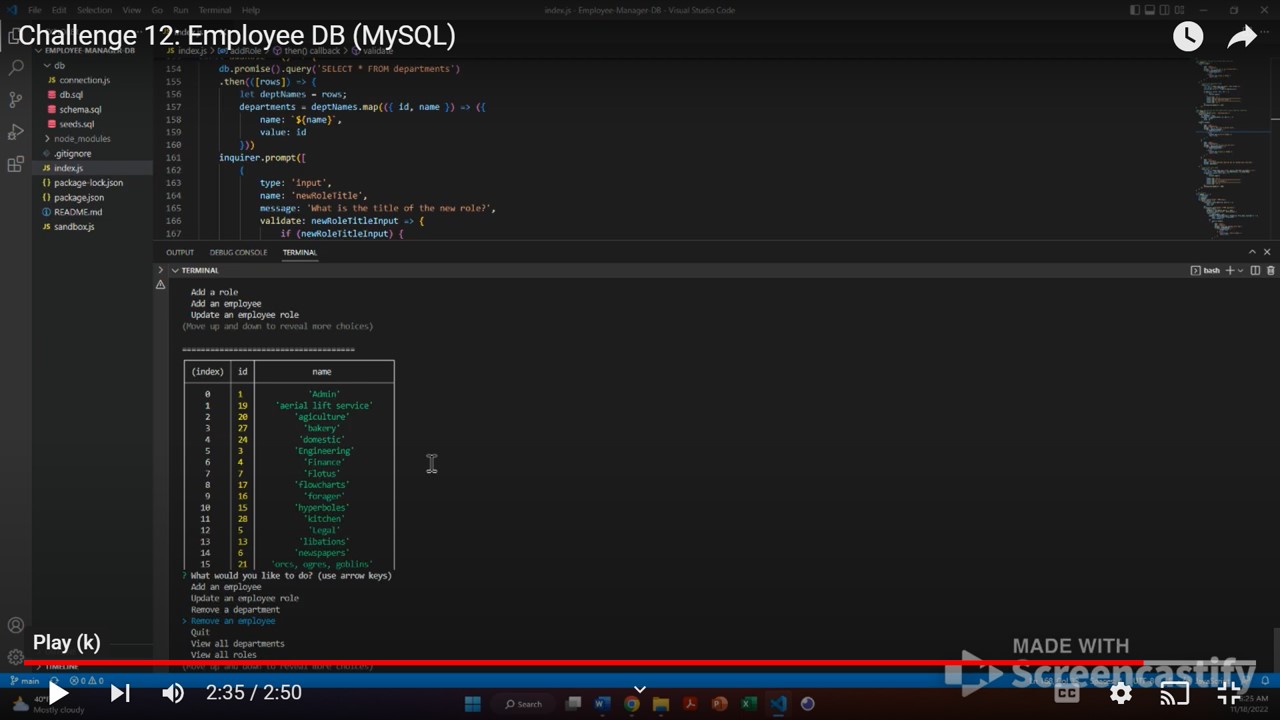 File Edit Selection View Go Run Terminal Help
index.js - Employee-Manager-DB - Visual Studio Code
Challenge 12: Employee DB (MySQL)
EMPLOYEE-MANAGER-DB
db
connection.js
db.sql
schema.sql
seeds.sql
node_modules
.gitignore
index.js
package-lock.json
package.json
README.md
sandbox.js
TIMELINE
index.js > addRole > then() callback > validate
154 db.promise().query(`SELECT * FROM departments`)
155 .then(([rows]) => {
156 let deptNames = rows;
157 departments = deptNames.map(({ id, name }) => ({
158 name: `${name}`,
159 value: id
160 }))
161 inquirer.prompt([
162 {
163 type: 'input',
164 name: 'newRoleTitle',
165 message: 'What is the title of the new role?',
166 validate: newRoleTitleInput => {
167 if (newRoleTitleInput) {
OUTPUT DEBUG CONSOLE TERMINAL
TERMINAL
bash
Add a role
Add an employee
Update an employee role
(Move up and down to reveal more choices)
===================================
(index) id name
0 1 'Admin'
1 19 'aerial lift service'
2 20 'agiculture'
3 27 'bakery'
4 24 'domestic'
5 3 'Engineering'
6 4 'Finance'
7 7 'Flotus'
8 17 'flowcharts'
9 16 'forager'
10 15 'hyperboles'
11 28 'kitchen'
12 5 'Legal'
13 13 'libations'
14 6 'newspapers'
15 21 'orcs, ogres, goblins'
? What would you like to do? (use arrow keys)
Add an employee
Update an employee role
Remove a department
> Remove an employee
Quit
View all departments
View all roles
(Move up and down to reveal more choices)
Play (k)
MADE WITH
Screencastify
main 0 0
2:35 / 2:50
CC
40°
Mostly cloudy
Search
11/18/2022